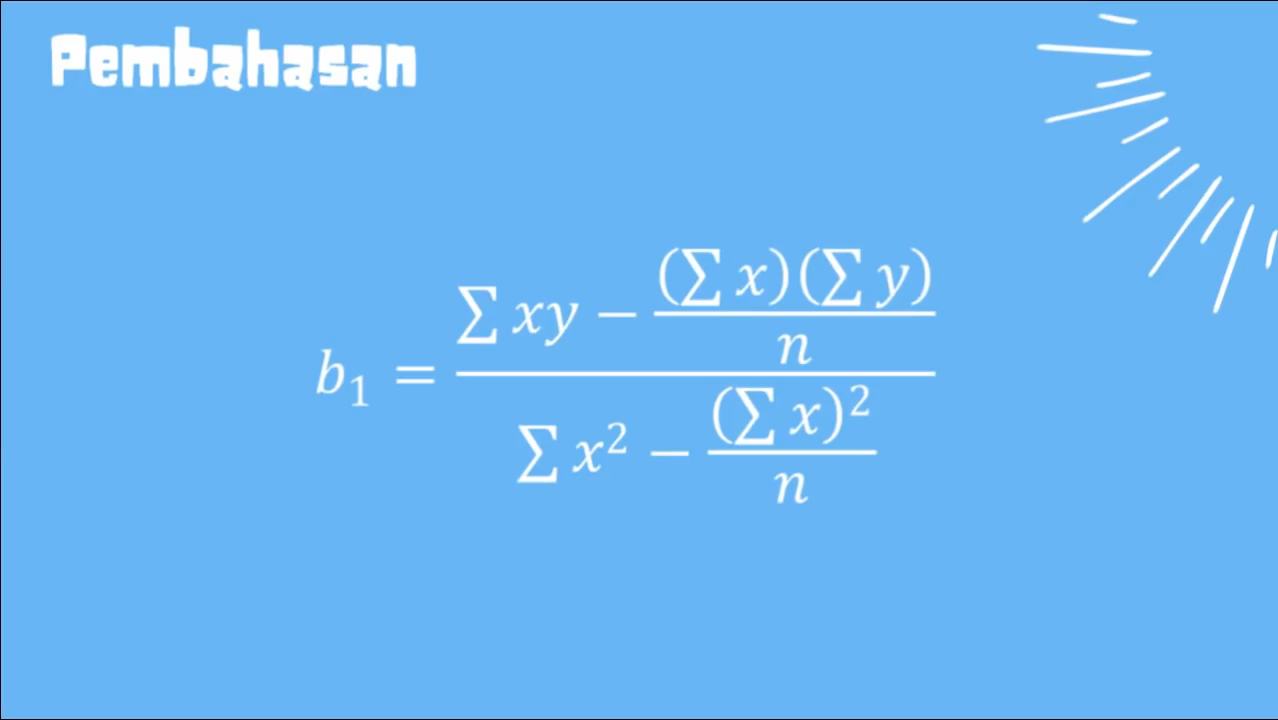 Pembahasan
b₁ = (∑xy − (∑x)(∑y)/n) / (∑x² − (∑x)²/n)